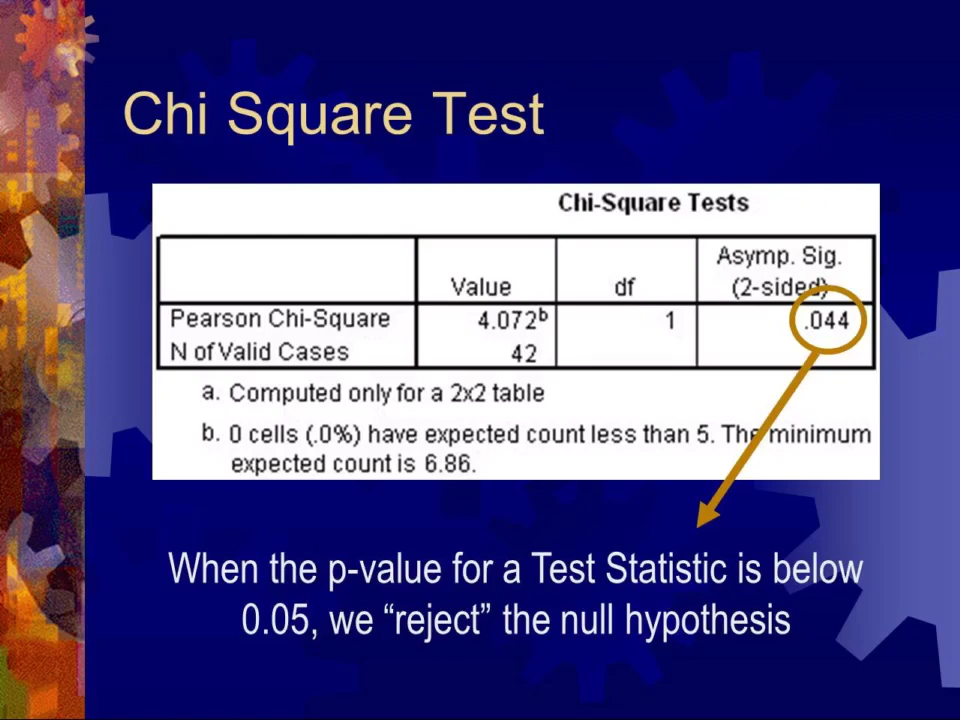 Chi Square Test
Chi-Square Tests
Value df Asymp. Sig. (2-sided)
Pearson Chi-Square 4.072b 1 .044
N of Valid Cases 42
a. Computed only for a 2x2 table
b. 0 cells (.0%) have expected count less than 5. The minimum
expected count is 6.86.
When the p-value for a Test Statistic is below
0.05, we “reject” the null hypothesis